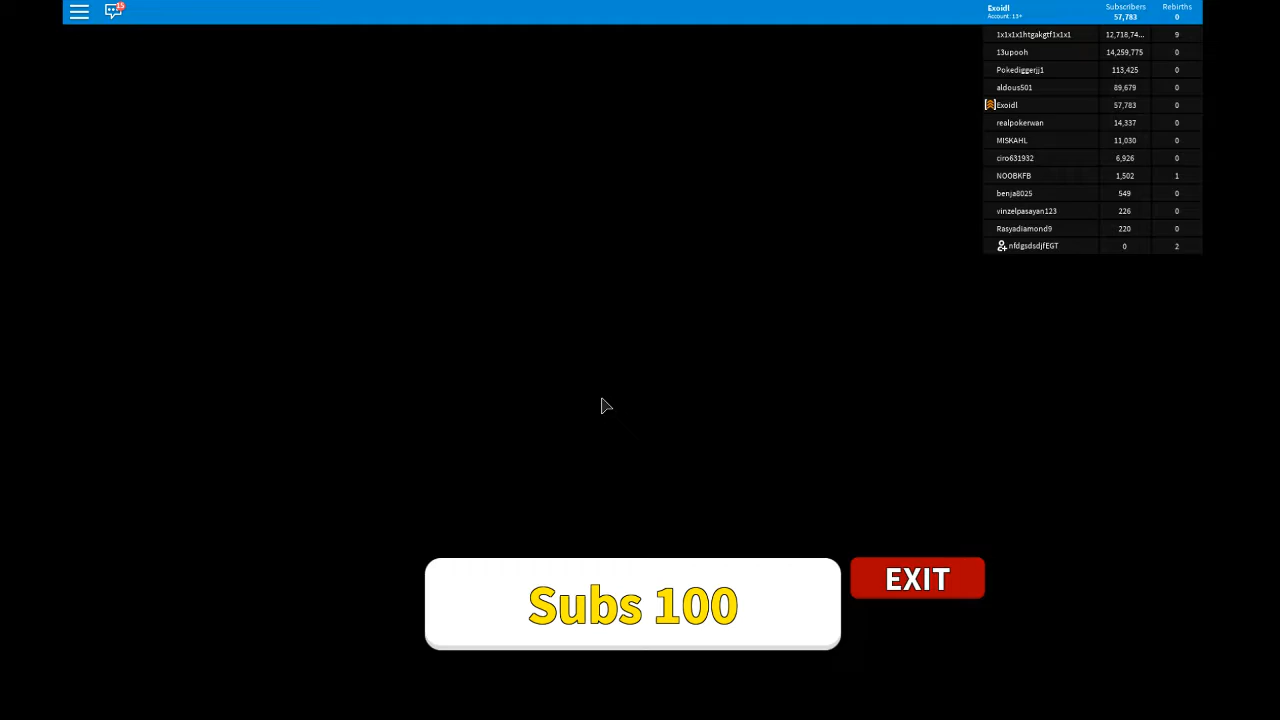 15
Exoidl Subscribers Rebirths
Account: 13+ 57,783 0
1x1x1x1htgakgtf1x1x1 12,718,74... 9
13upooh 14,259,775 0
Pokediggerjj1 113,425 0
aldous501 89,679 0
Exoidl 57,783 0
realpokerwan 14,337 0
MISKAHL 11,030 0
ciro631932 6,926 0
NOOBKFB 1,502 1
benja8025 549 0
vinzelpasayan123 226 0
Rasyadiamond9 220 0
nfdgsdsdjfEGT 0 2
Subs 100
EXIT